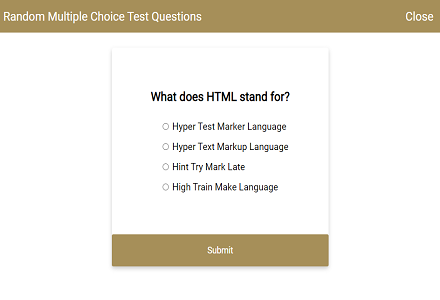 Random Multiple Choice Test Questions Close
What does HTML stand for?
Hyper Test Marker Language
Hyper Text Markup Language
Hint Try Mark Late
High Train Make Language
Submit